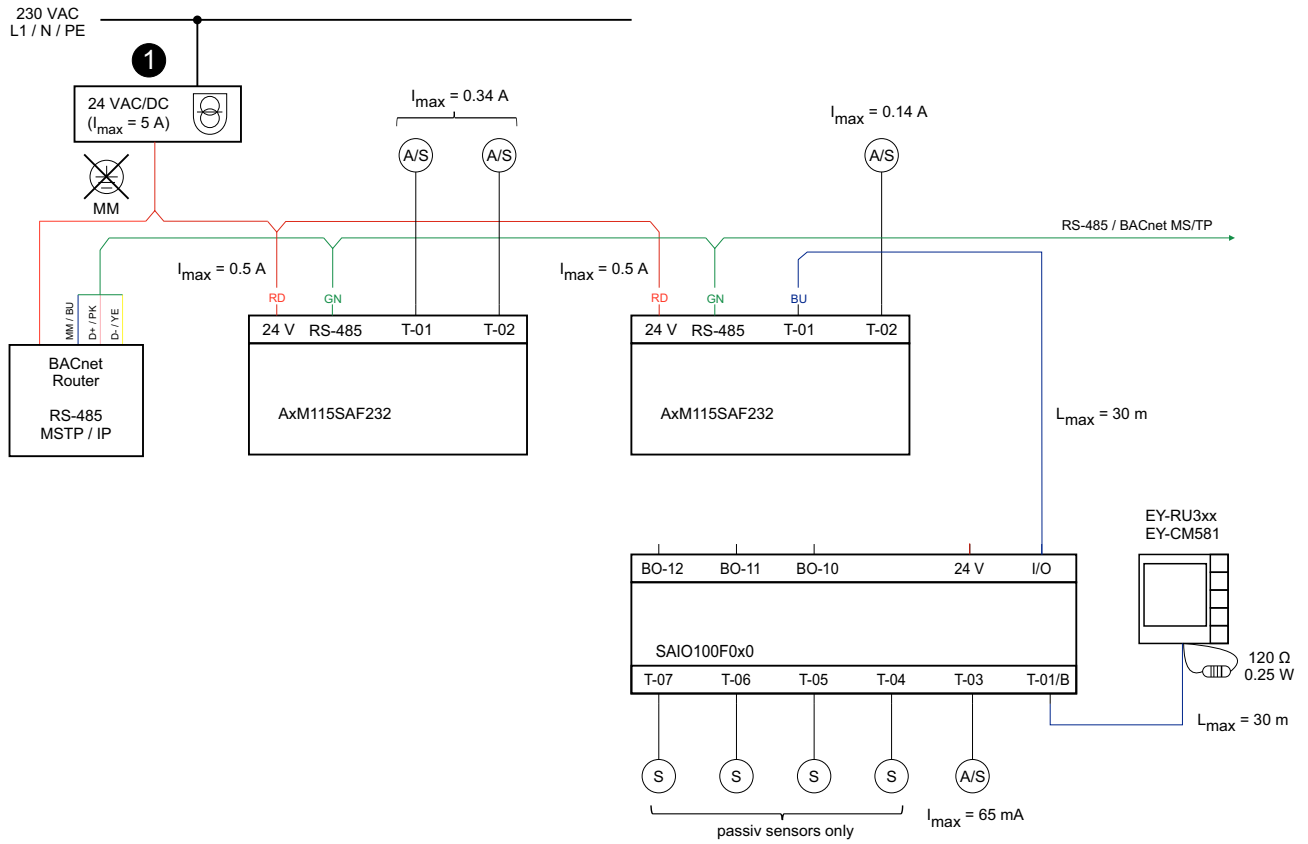 230 VAC
L1 / N / PE
1
24 VAC/DC
(Imax = 5 A)
MM
Imax = 0.34 A
A/S
A/S
Imax = 0.14 A
A/S
RS-485 / BACnet MS/TP
Imax = 0.5 A
Imax = 0.5 A
RD
GN
RD
GN
BU
MM / BU
D+ / PK
D- / YE
24 V
RS-485
T-01
T-02
AxM115SAF232
24 V
RS-485
T-01
T-02
AxM115SAF232
BACnet
Router
RS-485
MSTP / IP
Lmax = 30 m
EY-RU3xx
EY-CM581
BO-12
BO-11
BO-10
24 V
I/O
SAIO100F0x0
T-07
T-06
T-05
T-04
T-03
T-01/B
120 Ω
0.25 W
Lmax = 30 m
S
S
S
S
A/S
passiv sensors only
Imax = 65 mA